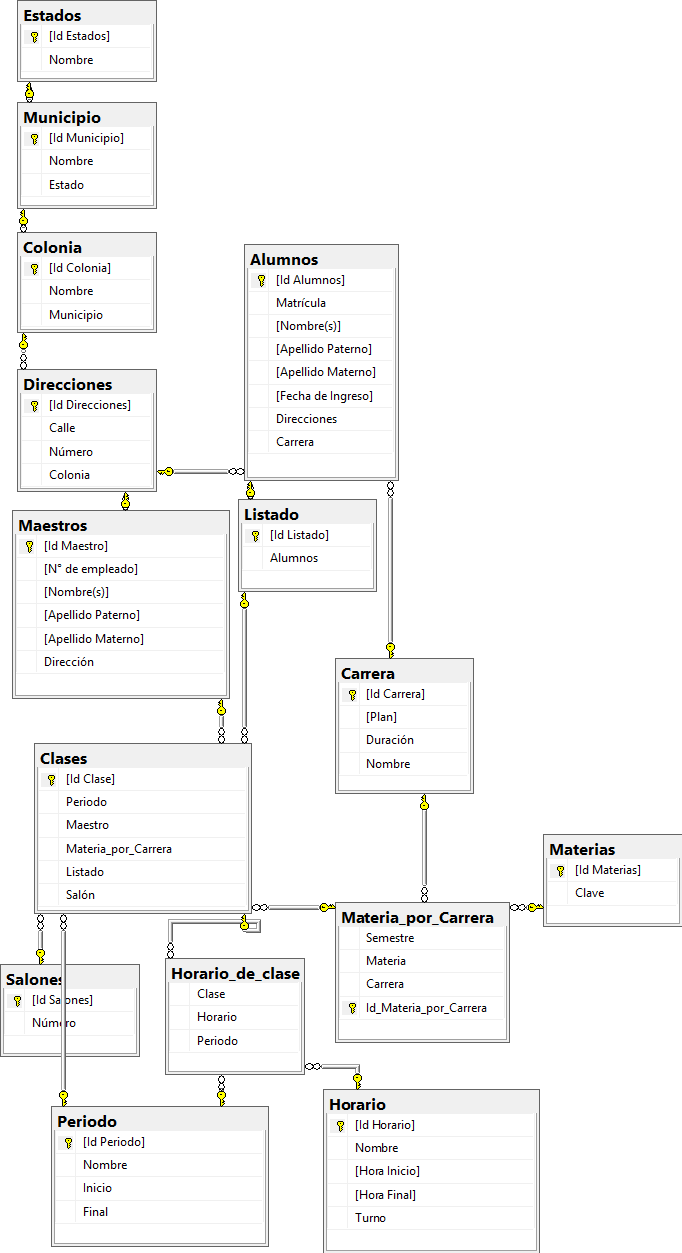 Estados
[Id Estados]
Nombre
Municipio
[Id Municipio]
Nombre
Estado
Colonia
[Id Colonia]
Nombre
Municipio
Direcciones
[Id Direcciones]
Calle
Número
Colonia
Alumnos
[Id Alumnos]
Matrícula
[Nombre(s)]
[Apellido Paterno]
[Apellido Materno]
[Fecha de Ingreso]
Direcciones
Carrera
Maestros
[Id Maestro]
[N° de empleado]
[Nombre(s)]
[Apellido Paterno]
[Apellido Materno]
Dirección
Listado
[Id Listado]
Alumnos
Carrera
[Id Carrera]
[Plan]
Duración
Nombre
Clases
[Id Clase]
Periodo
Maestro
Materia_por_Carrera
Listado
Salón
Materias
[Id Materias]
Clave
Materia_por_Carrera
Semestre
Materia
Carrera
Id_Materia_por_Carrera
Salones
[Id Salones]
Número
Horario_de_clase
Clase
Horario
Periodo
Periodo
[Id Periodo]
Nombre
Inicio
Final
Horario
[Id Horario]
Nombre
[Hora Inicio]
[Hora Final]
Turno